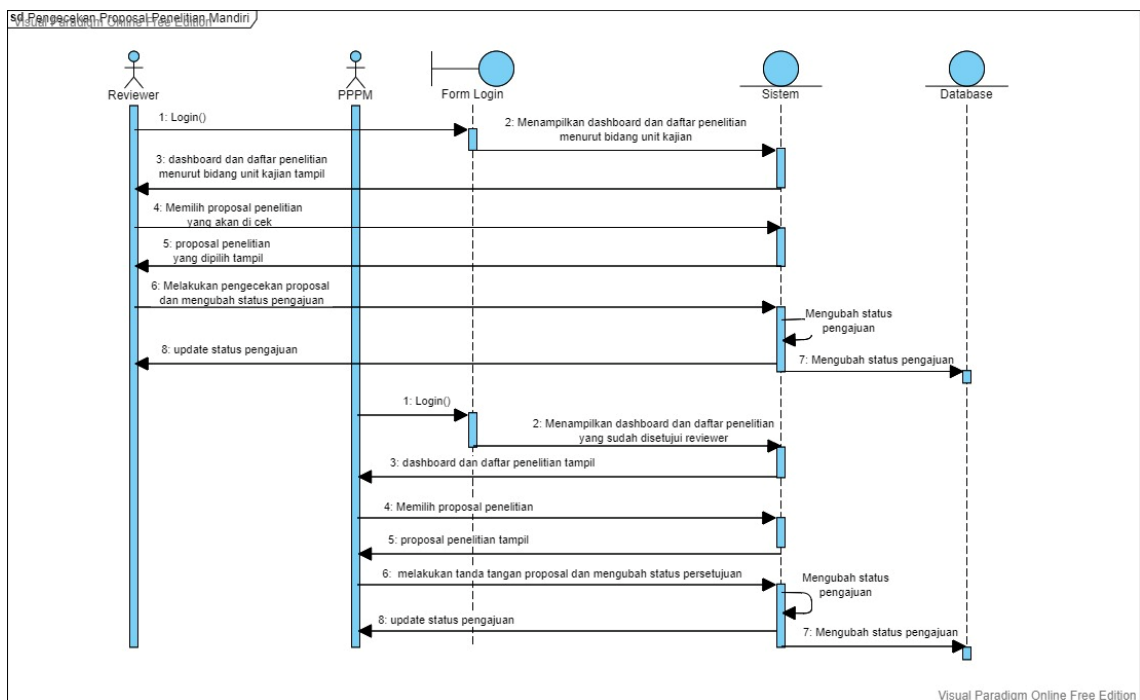 sd Pengecekan Proposal Penelitian Mandiri
Visual Paradigm Online Free Edition
Reviewer
PPPM
Form Login
Sistem
Database
1: Login()
2: Menampilkan dashboard dan daftar penelitian
menurut bidang unit kajian
3: dashboard dan daftar penelitian
menurut bidang unit kajian tampil
4: Memilih proposal penelitian
yang akan di cek
5: proposal penelitian
yang dipilih tampil
6: Melakukan pengecekan proposal
dan mengubah status pengajuan
Mengubah status
pengajuan
8: update status pengajuan
7: Mengubah status pengajuan
1: Login()
2: Menampilkan dashboard dan daftar penelitian
yang sudah disetujui reviewer
3: dashboard dan daftar penelitian tampil
4: Memilih proposal penelitian
5: proposal penelitian tampil
6: melakukan tanda tangan proposal dan mengubah status persetujuan
Mengubah status
pengajuan
8: update status pengajuan
7: Mengubah status pengajuan
Visual Paradigm Online Free Edition